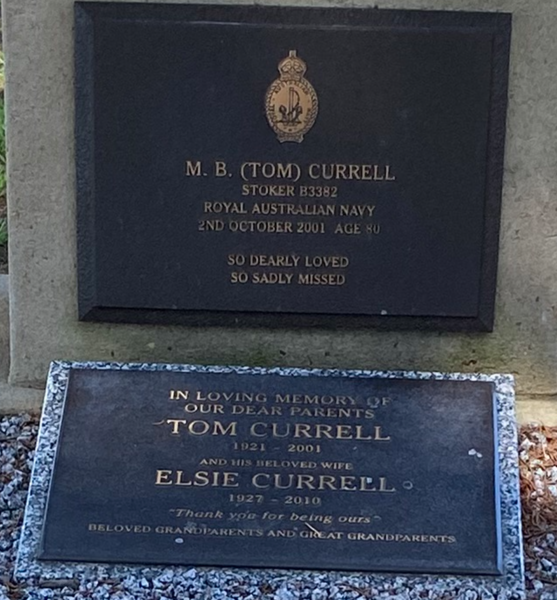 M. B. (TOM) CURRELL
STOKER B3382
ROYAL AUSTRALIAN NAVY
2ND OCTOBER 2001 AGE 80
SO DEARLY LOVED
SO SADLY MISSED
IN LOVING MEMORY OF
OUR DEAR PARENTS
TOM CURRELL
1921 - 2001
AND HIS BELOVED WIFE
ELSIE CURRELL
1927 - 2010
"Thank you for being ours"
BELOVED GRANDPARENTS AND GREAT GRANDPARENTS